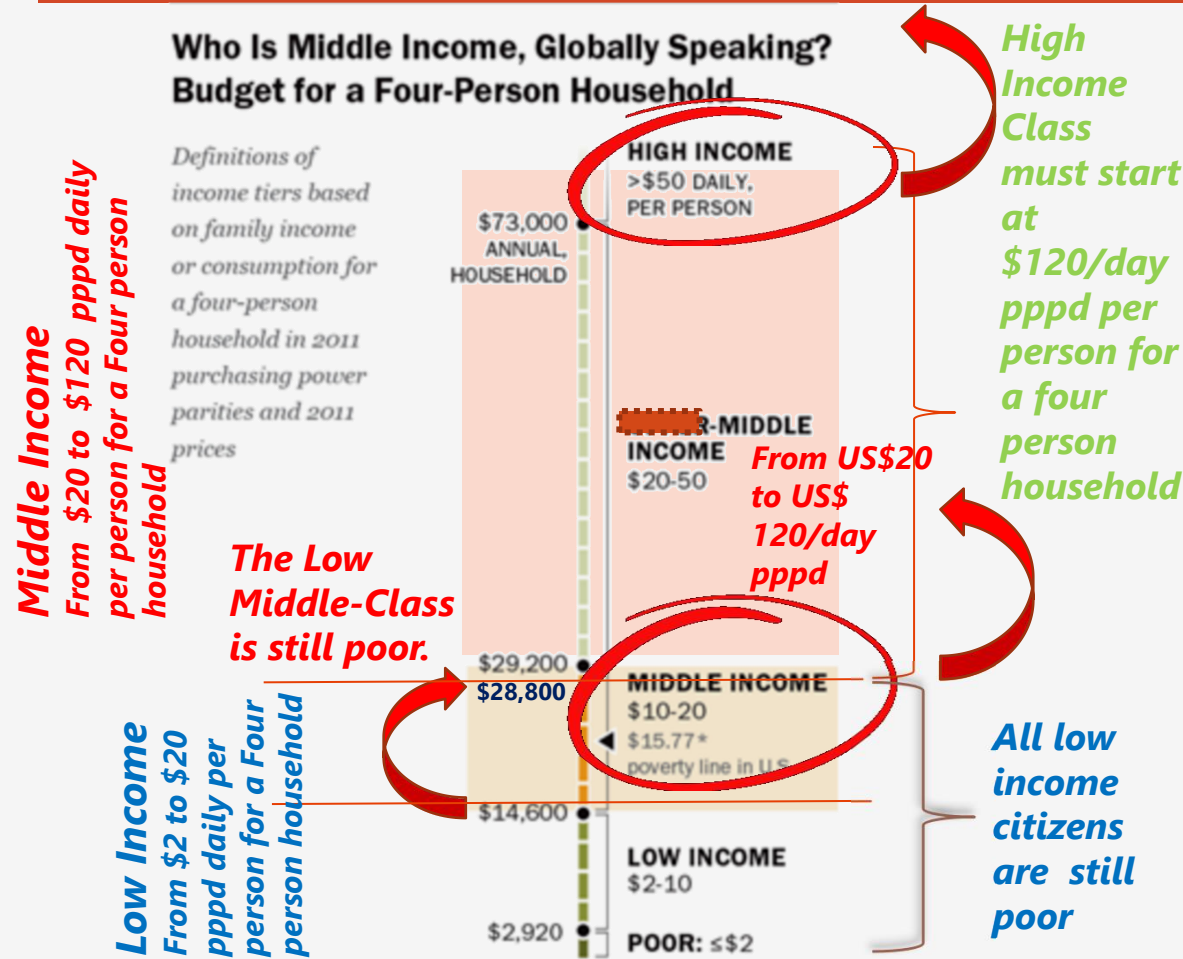 Who Is Middle Income, Globally Speaking?
Budget for a Four-Person Household
Definitions of
income tiers based
on family income
or consumption for
a four-person
household in 2011
purchasing power
parities and 2011
prices
HIGH INCOME
>$50 DAILY,
PER PERSON
$73,000
ANNUAL,
HOUSEHOLD
R-MIDDLE
INCOME
$20-50
From US$20
to US$
120/day
pppd
$29,200
$28,800
MIDDLE INCOME
$10-20
$15.77*
poverty line in U.S.
$14,600
LOW INCOME
$2-10
$2,920
POOR: ≤$2
Middle Income
From $20 to $120 pppd daily
per person for a Four person
household
The Low
Middle-Class
is still poor.
Low Income
From $2 to $20
pppd daily per
person for a Four
person household
High
Income
Class
must start
at
$120/day
pppd per
person for
a four
person
household
All low
income
citizens
are still
poor